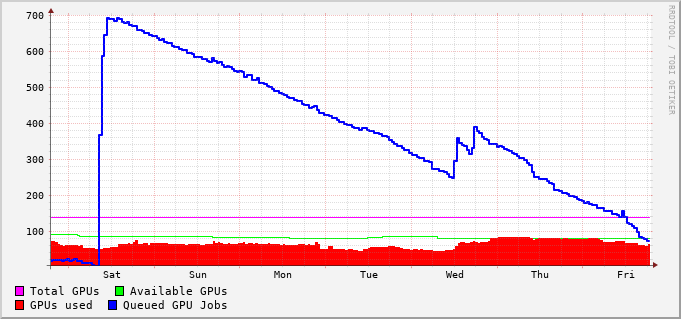 700
600
500
400
300
200
100
Sat Sun Mon Tue Wed Thu Fri
Total GPUs Available GPUs
GPUs used Queued GPU Jobs
RRDTOOL / TOBI OETIKER